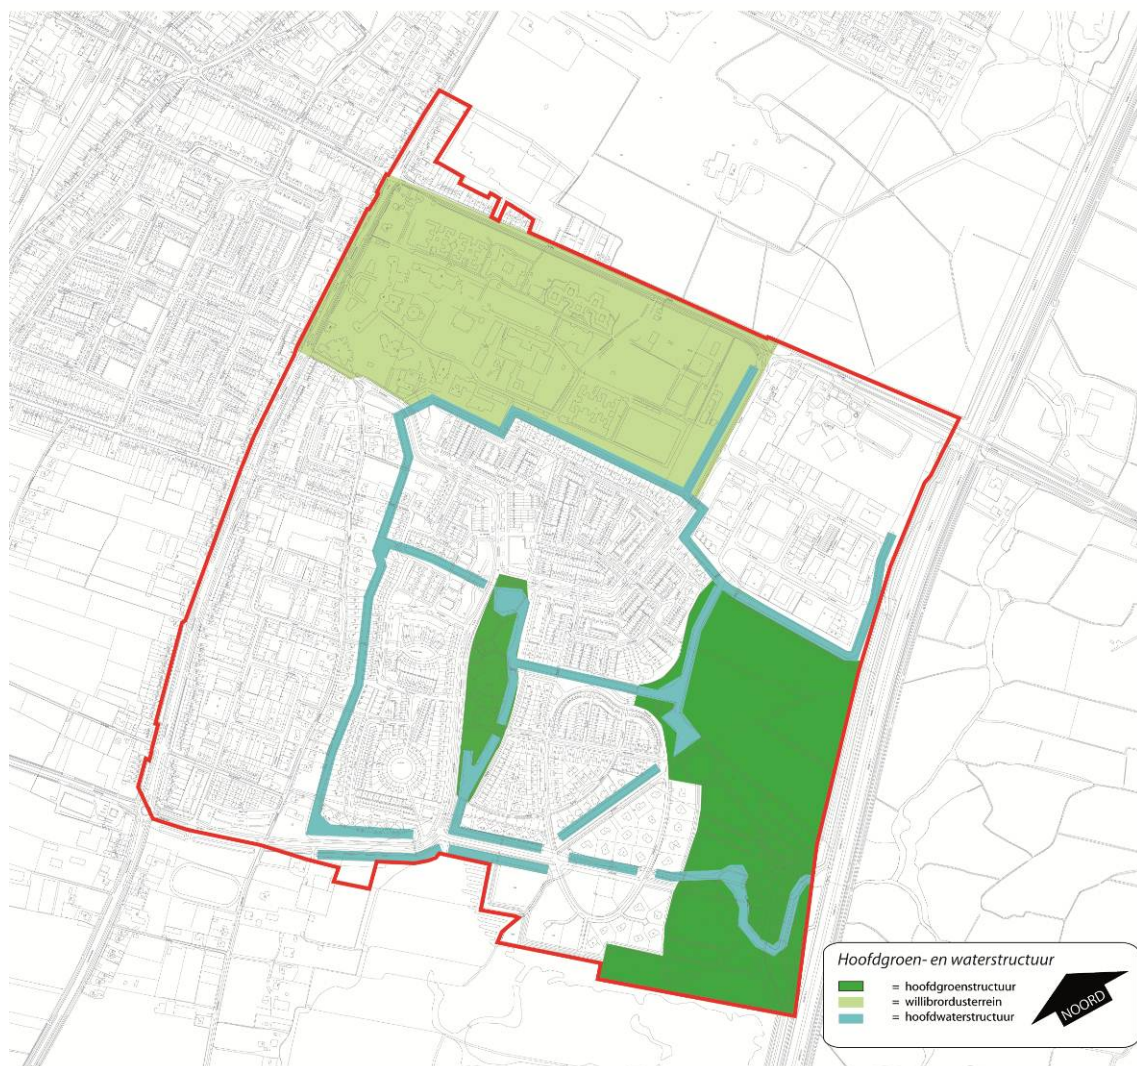 Hoofdgroen- en waterstructuur
= hoofdgroenstructuur
= willibrordusterrein
= hoofdwaterstructuur
NOORD